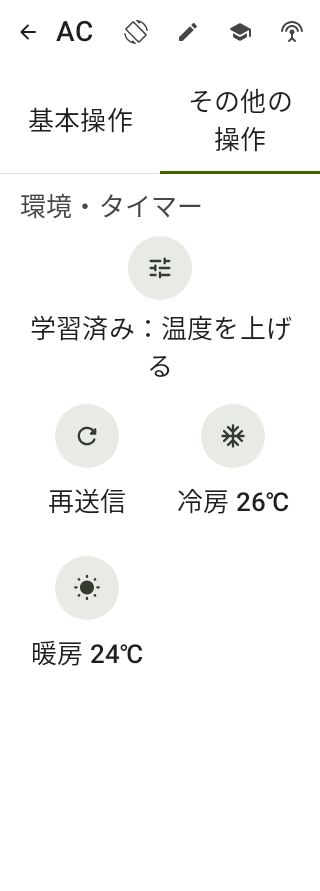 AC
基本操作
その他の
操作
環境・タイマー
学習済み：温度を上げ
る
再送信
冷房 26℃
暖房 24℃